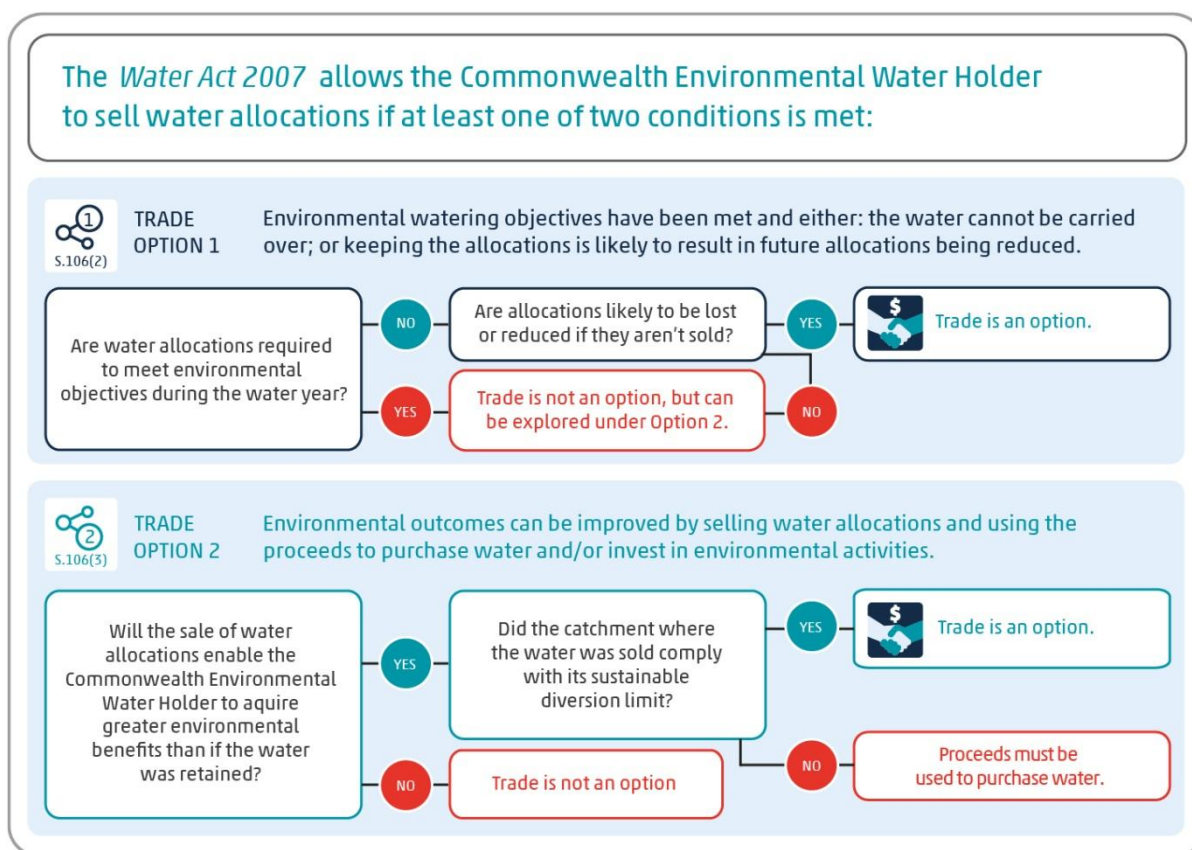 The Water Act 2007 allows the Commonwealth Environmental Water Holder
to sell water allocations if at least one of two conditions is met:
1
S.106(2)
TRADE
OPTION 1
Environmental watering objectives have been met and either: the water cannot be carried
over; or keeping the allocations is likely to result in future allocations being reduced.
Are water allocations required
to meet environmental
objectives during the water year?
NO
Are allocations likely to be lost
or reduced if they aren't sold?
YES
$
Trade is an option.
YES
Trade is not an option, but can
be explored under Option 2.
NO
2
S.106(3)
TRADE
OPTION 2
Environmental outcomes can be improved by selling water allocations and using the
proceeds to purchase water and/or invest in environmental activities.
Will the sale of water
allocations enable the
Commonwealth Environmental
Water Holder to aquire
greater environmental
benefits than if the water
was retained?
YES
Did the catchment where
the water was sold comply
with its sustainable
diversion limit?
YES
$
Trade is an option.
NO
Trade is not an option
NO
Proceeds must be
used to purchase water.